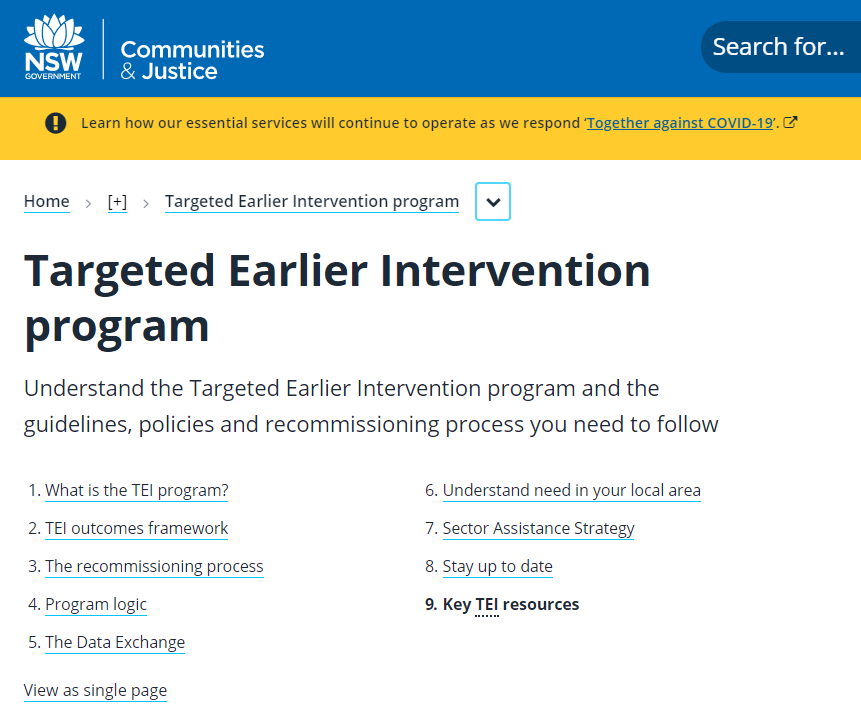 NSW
GOVERNMENT
Communities
& Justice
Search for...
Learn how our essential services will continue to operate as we respond ‘Together against COVID-19’.
Home > [+] > Targeted Earlier Intervention program
Targeted Earlier Intervention
program
Understand the Targeted Earlier Intervention program and the
guidelines, policies and recommissioning process you need to follow
1. What is the TEI program?
2. TEI outcomes framework
3. The recommissioning process
4. Program logic
5. The Data Exchange
6. Understand need in your local area
7. Sector Assistance Strategy
8. Stay up to date
9. Key TEI resources
View as single page